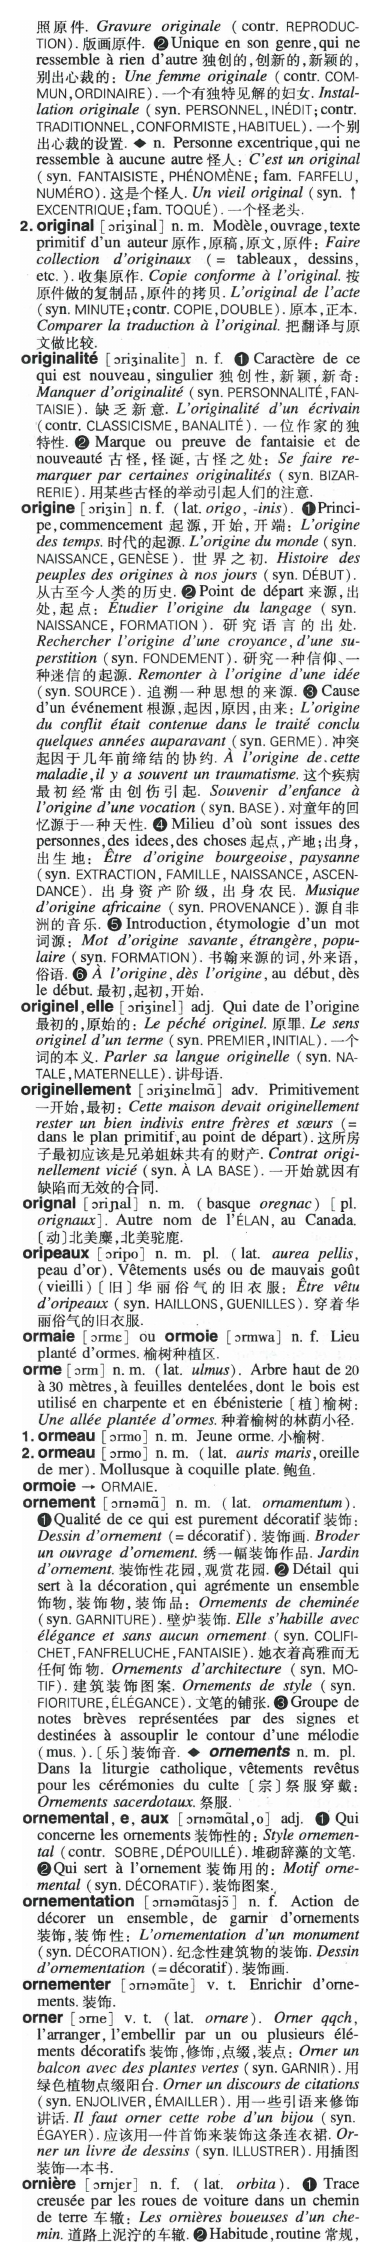 照原件. Gravure originale (contr. REPRODUC-
TION). 版画原件. ❷Unique en son genre, qui ne
ressemble à rien d'autre 独创的,创新的,新颖的,
别出心裁的: Une femme originale (contr. COM-
MUN, ORDINAIRE). 一个有独特见解的妇女. Instal-
lation originale (syn. PERSONNEL, INÉDIT; contr.
TRADITIONNEL, CONFORMISTE, HABITUEL). 一个别
出心裁的设置. ◆ n. Personne excentrique, qui ne
ressemble à aucune autre 怪人: C'est un original
(syn. FANTAISISTE, PHÉNOMÈNE; fam. FARFELU,
NUMÉRO). 这是个怪人. Un vieil original (syn. ↑
EXCENTRIQUE; fam. TOQUÉ). 一个怪老头.
2. original [ɔriʒinal] n. m. Modèle, ouvrage, texte
primitif d'un auteur 原作,原稿,原文,原件: Faire
collection d'originaux (= tableaux, dessins,
etc.). 收集原作. Copie conforme à l'original. 按
原件做的复制品,原件的拷贝. L'original de l'acte
(syn. MINUTE; contr. COPIE, DOUBLE). 原本,正本.
Comparer la traduction à l'original. 把翻译与原
文做比较.
originalité [ɔriʒinalite] n. f. ❶ Caractère de ce
qui est nouveau, singulier 独创性,新颖,新奇:
Manquer d'originalité (syn. PERSONNALITÉ, FAN-
TAISIE). 缺乏新意. L'originalité d'un écrivain
(contr. CLASSICISME, BANALITÉ). 一位作家的独
特性. ❷ Marque ou preuve de fantaisie et de
nouveauté 古怪,怪诞,古怪之处: Se faire re-
marquer par certaines originalités (syn. BIZAR-
RERIE). 用某些古怪的举动引起人们的注意.
origine [ɔriʒin] n. f. (lat. origo, -inis). ❶Princi-
pe, commencement 起源,开始,开端: L'origine
des temps. 时代的起源. L'origine du monde (syn.
NAISSANCE, GENÈSE). 世界之初. Histoire des
peuples des origines à nos jours (syn. DÉBUT).
从古至今人类的历史. ❷ Point de départ 来源,出
处,起点: Étudier l'origine du langage (syn.
NAISSANCE, FORMATION). 研究语言的出处.
Rechercher l'origine d'une croyance, d'une su-
perstition (syn. FONDEMENT). 研究一种信仰、一
种迷信的起源. Remonter à l'origine d'une idée
(syn. SOURCE). 追溯一种思想的来源. ❸ Cause
d'un événement 根源,起因,原因,由来: L'origine
du conflit était contenue dans le traité conclu
quelques années auparavant (syn. GERME). 冲突
起因于几年前缔结的协约. À l'origine de. cette
maladie, il y a souvent un traumatisme. 这个疾病
最初经常由创伤引起. Souvenir d'enfance à
l'origine d'une vocation (syn. BASE). 对童年的回
忆源于一种天性. ❹ Milieu d'où sont issues des
personnes, des idees, des choses 起点,产地;出身,
出生地: Être d'origine bourgeoise, paysanne
(syn. EXTRACTION, FAMILLE, NAISSANCE, ASCEN-
DANCE). 出身资产阶级,出身农民. Musique
d'origine africaine (syn. PROVENANCE). 源自非
洲的音乐. ❺ Introduction, étymologie d'un mot
词源: Mot d'origine savante, étrangère, popu-
laire (syn. FORMATION). 书翰来源的词,外来语,
俗语. ❻ À l'origine, dès l'origine, au début, dès
le début. 最初,起初,开始.
originel, elle [ɔriʒinɛl] adj. Qui date de l'origine
最初的,原始的: Le péché originel. 原罪. Le sens
originel d'un terme (syn. PREMIER, INITIAL). 一个
词的本义. Parler sa langue originelle (syn. NA-
TALE, MATERNELLE). 讲母语.
originellement [ɔriʒinɛlmɑ̃] adv. Primitivement
一开始,最初: Cette maison devait originellement
rester un bien indivis entre frères et sœurs (=
dans le plan primitif, au point de départ). 这所房
子最初应该是兄弟姐妹共有的财产. Contrat origi-
nellement vicié (syn. À LA BASE). 一开始就因有
缺陷而无效的合同.
orignal [ɔriɲal] n. m. (basque oregnac) [pl.
orignaux]. Autre nom de l'ÉLAN, au Canada.
〔动〕北美麋,北美驼鹿.
oripeaux [ɔripo] n. m. pl. (lat. aurea pellis,
peau d'or). Vêtements usés ou de mauvais goût
(vieilli)〔旧〕华丽俗气的旧衣服: Être vêtu
d'oripeaux (syn. HAILLONS, GUENILLES). 穿着华
丽俗气的旧衣服.
ormaie [ɔrmɛ] ou ormoie [ɔrmwa] n. f. Lieu
planté d'ormes. 榆树种植区.
orme [ɔrm] n. m. (lat. ulmus). Arbre haut de 20
à 30 mètres, à feuilles dentelées, dont le bois est
utilisé en charpente et en ébénisterie〔植〕榆树:
Une allée plantée d'ormes. 种着榆树的林荫小径.
1. ormeau [ɔrmo] n. m. Jeune orme. 小榆树.
2. ormeau [ɔrmo] n. m. (lat. auris maris, oreille
de mer). Mollusque à coquille plate. 鲍鱼.
ormoie → ORMAIE.
ornement [ɔrnəmɑ̃] n. m. (lat. ornamentum).
❶Qualité de ce qui est purement décoratif 装饰:
Dessin d'ornement (= décoratif). 装饰画. Broder
un ouvrage d'ornement. 绣一幅装饰作品. Jardin
d'ornement. 装饰性花园,观赏花园. ❷ Détail qui
sert à la décoration, qui agrémente un ensemble
饰物,装饰物,装饰品: Ornements de cheminée
(syn. GARNITURE). 壁炉装饰. Elle s'habille avec
élégance et sans aucun ornement (syn. COLIFI-
CHET, FANFRELUCHE, FANTAISIE). 她衣着高雅而无
任何饰物. Ornements d'architecture (syn. MO-
TIF). 建筑装饰图案. Ornements de style (syn.
FIORITURE, ÉLÉGANCE). 文笔的铺张. ❸Groupe de
notes brèves représentées par des signes et
destinées à assouplir le contour d'une mélodie
(mus.).〔乐〕装饰音. ◆ ornements n. m. pl.
Dans la liturgie catholique, vêtements revêtus
pour les cérémonies du culte〔宗〕祭服穿戴:
Ornements sacerdotaux. 祭服.
ornemental, e, aux [ɔrnəmɑ̃tal, o] adj. ❶ Qui
concerne les ornements 装饰性的: Style ornemen-
tal (contr. SOBRE, DÉPOUILLÉ). 堆砌辞藻的文笔.
❷Qui sert à l'ornement 装饰用的: Motif orne-
mental (syn. DÉCORATIF). 装饰图案.
ornementation [ɔrnəmɑ̃tasjɔ̃] n. f. Action de
décorer un ensemble, de garnir d'ornements
装饰,装饰性: L'ornementation d'un monument
(syn. DÉCORATION). 纪念性建筑物的装饰. Dessin
d'ornementation (= décoratif). 装饰画.
ornementer [ɔrnəmɑ̃te] v. t. Enrichir d'orne-
ments. 装饰.
orner [ɔrne] v. t. (lat. ornare). Orner qqch,
l'arranger, l'embellir par un ou plusieurs élé-
ments décoratifs 装饰,修饰,点缀,装点: Orner un
balcon avec des plantes vertes (syn. GARNIR). 用
绿色植物点缀阳台. Orner un discours de citations
(syn. ENJOLIVER, ÉMAILLER). 用一些引语来修饰
讲话. Il faut orner cette robe d'un bijou (syn.
ÉGAYER). 应该用一件首饰来装饰这条连衣裙. Or-
ner un livre de dessins (syn. ILLUSTRER). 用插图
装饰一本书.
ornière [ɔrnjɛr] n. f. (lat. orbita). ❶ Trace
creusée par les roues de voiture dans un chemin
de terre 车辙: Les ornières boueuses d'un che-
min. 道路上泥泞的车辙. ❷Habitude, routine 常规,